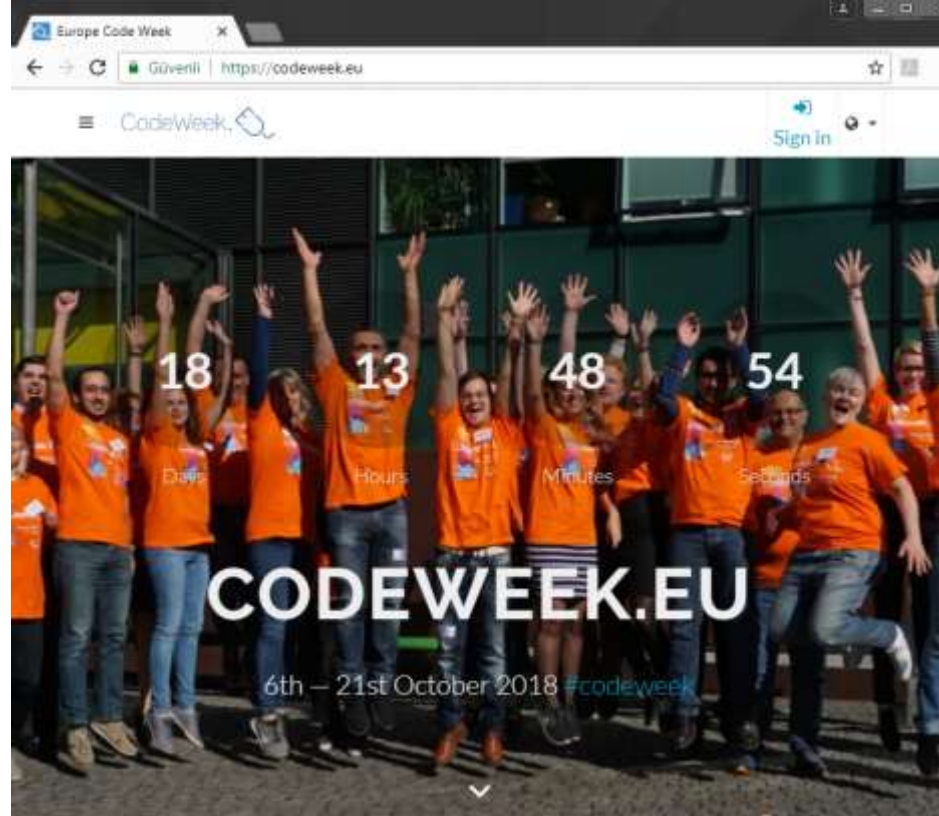 Europe Code Week
Güvenli | https://codeweek.eu
CodeWeek.
Sign in
18 13 48 54
Days Hours Minutes Seconds
CODEWEEK.EU
6th — 21st October 2018 #codeweek